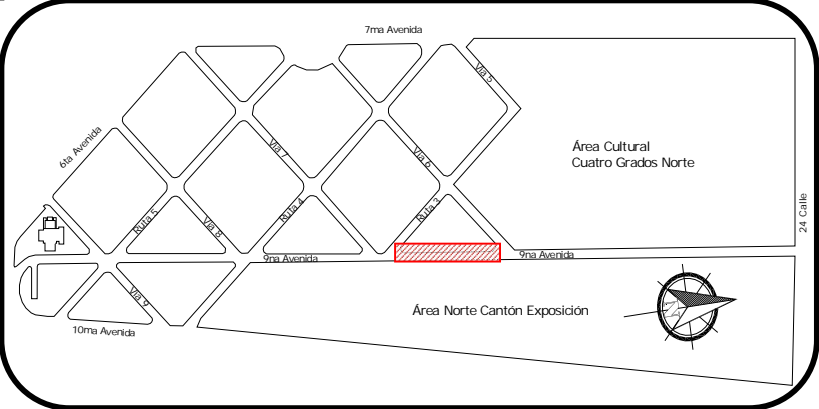 7ma Avenida
Vía 5
Área Cultural
Cuatro Grados Norte
6ta Avenida
Vía 7
Vía 6
24 Calle
Ruta 5
Vía 8
Ruta 4
Ruta 3
9na Avenida
9na Avenida
Vía 9
10ma Avenida
Área Norte Cantón Exposición
N